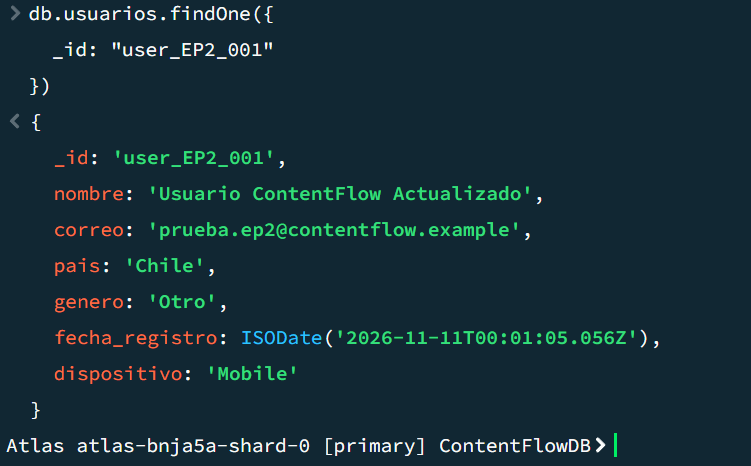 > db.usuarios.findOne({
_id: "user_EP2_001"
})
< {
_id: 'user_EP2_001',
nombre: 'Usuario ContentFlow Actualizado',
correo: 'prueba.ep2@contentflow.example',
pais: 'Chile',
genero: 'Otro',
fecha_registro: ISODate('2026-11-11T00:01:05.056Z'),
dispositivo: 'Mobile'
}
Atlas atlas-bnja5a-shard-0 [primary] ContentFlowDB>